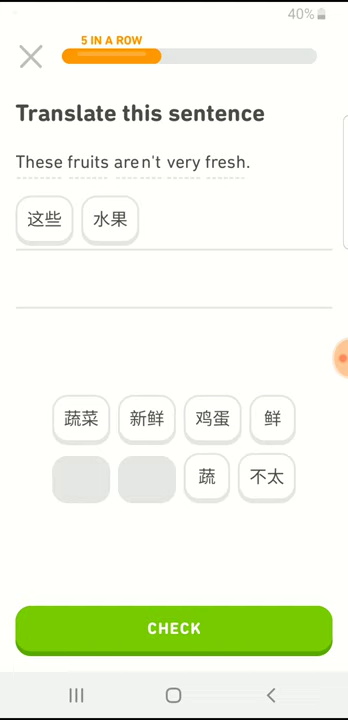 40%
5 IN A ROW
Translate this sentence
These fruits aren't very fresh.
这些 水果
蔬菜 新鲜 鸡蛋 鲜
蔬 不太
CHECK